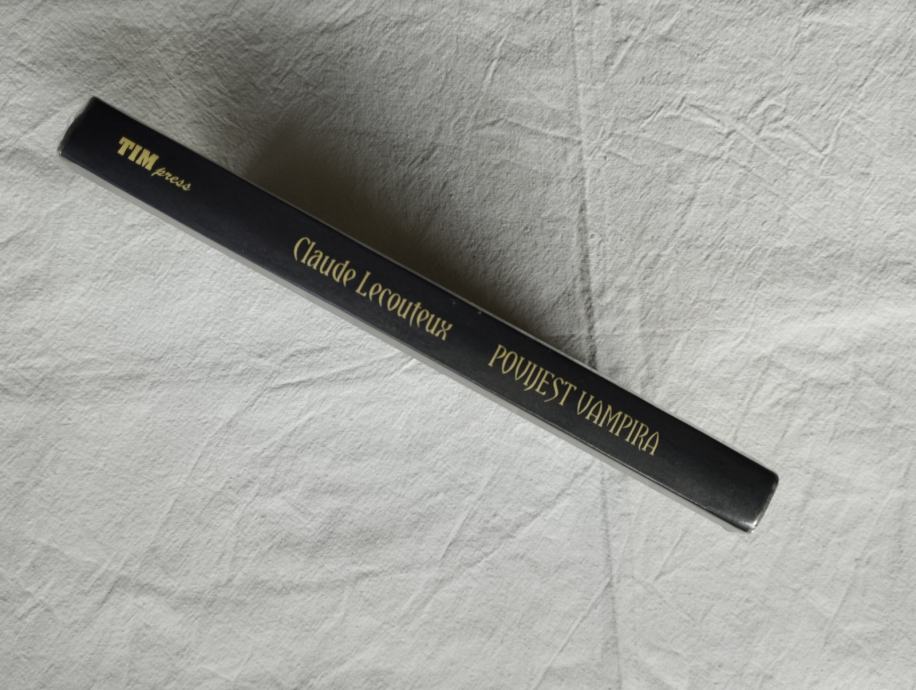 TIM press
Claude Lecouteux
POVIJEST VAMPIRA